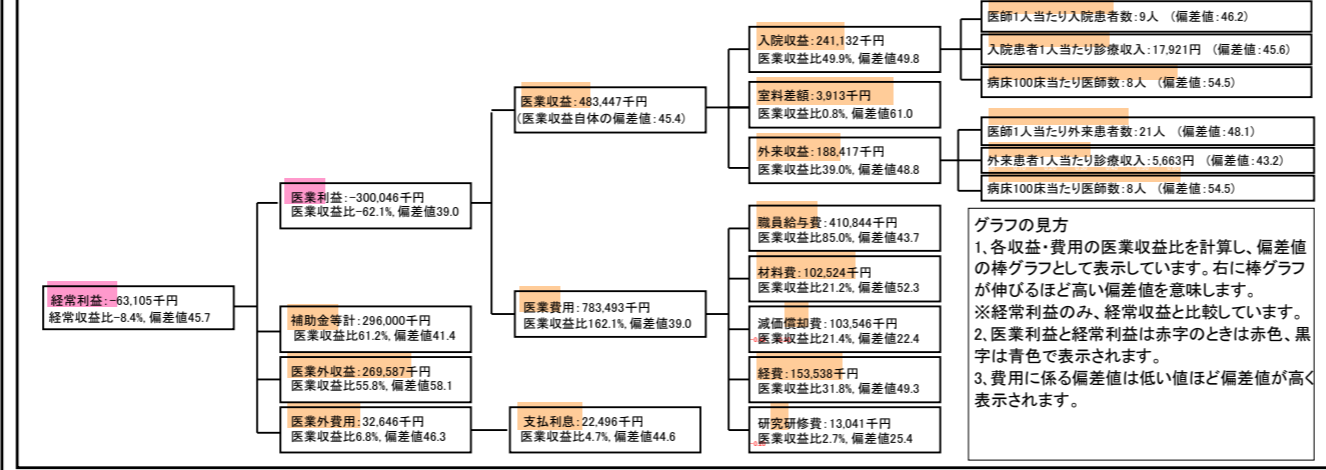 経常利益:-63,105千円
経常収支比-8.4%, 偏差値45.7
医業利益:-300,046千円
医業収益比-62.1%, 偏差値39.0
補助金等計:296,000千円
医業収益比61.2%, 偏差値41.4
医業外収益:269,587千円
医業収益比55.8%, 偏差値58.1
医業外費用:32,646千円
医業収益比6.8%, 偏差値46.3
医業収益:483,447千円
(医業収益自体の偏差値:45.4)
医業費用:783,493千円
医業収益比162.1%, 偏差値39.0
支払利息:22,496千円
医業収益比4.7%, 偏差値44.6
入院収益:241,132千円
医業収益比49.9%, 偏差値49.8
室料差額:3,913千円
医業収益比0.8%, 偏差値61.0
外来収益:188,417千円
医業収益比39.0%, 偏差値48.8
職員給与費:410,844千円
医業収益比85.0%, 偏差値43.7
材料費:102,524千円
医業収益比21.2%, 偏差値52.3
減価償却費:103,546千円
医業収益比21.4%, 偏差値22.4
経費:153,538千円
医業収益比31.8%, 偏差値49.3
研究研修費:13,041千円
医業収益比2.7%, 偏差値25.4
医師1人当たり入院患者数:9人 (偏差値:46.2)
入院患者1人当たり診療収入:17,921円 (偏差値:45.6)
病床100床当たり医師数:8人 (偏差値:54.5)
医師1人当たり外来患者数:21人 (偏差値:48.1)
外来患者1人当たり診療収入:5,663円 (偏差値:43.2)
病床100床当たり医師数:8人 (偏差値:54.5)
グラフの見方
1、各収益・費用の医業収益比を計算し、偏差値
の棒グラフとして表示しています。右に棒グラフ
が伸びるほど高い偏差値を意味します。
※経常利益のみ、経常収益と比較しています。
2、医業利益と経常利益は赤字のときは赤色、黒
字は青色で表示されます。
3、費用に係る偏差値は低い値ほど偏差値が高く
表示されます。